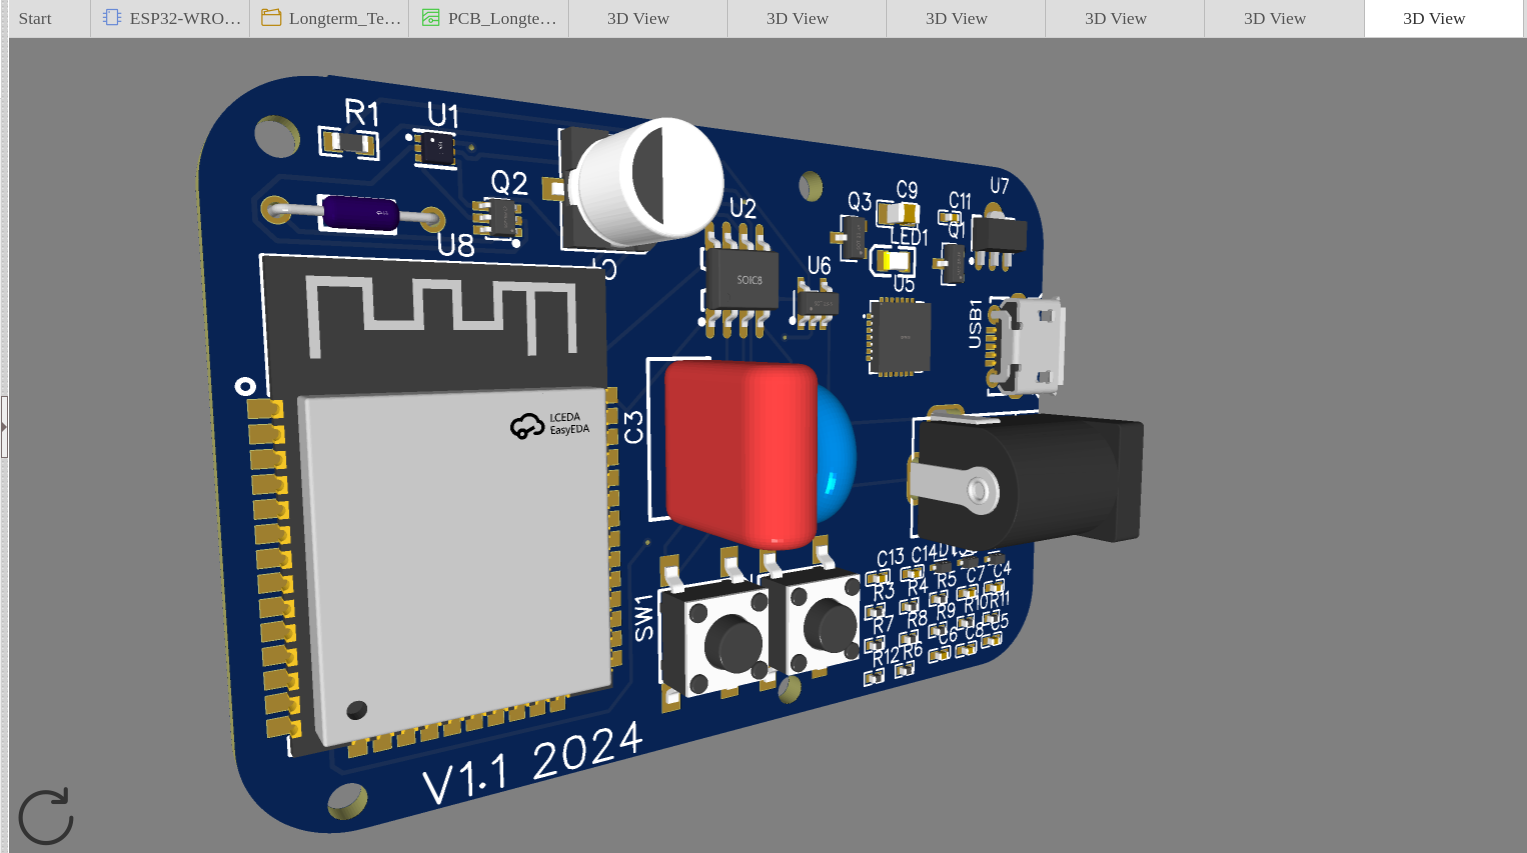 Start
ESP32-WRO...
Longterm_Te...
PCB_Longte...
3D View
3D View
3D View
3D View
3D View
3D View
R1
U1
Q2
U8
U2
SOIC8
U6
Q3
C9
C11
U7
LED1
Q1
U5
USB1
LCEDA
EasyEDA
C3
SW1
C13
C14
R3
R4
R5
C7
C4
R7
R8
R9
R10
R11
R12
R6
C6
C8
C5
V1.1 2024